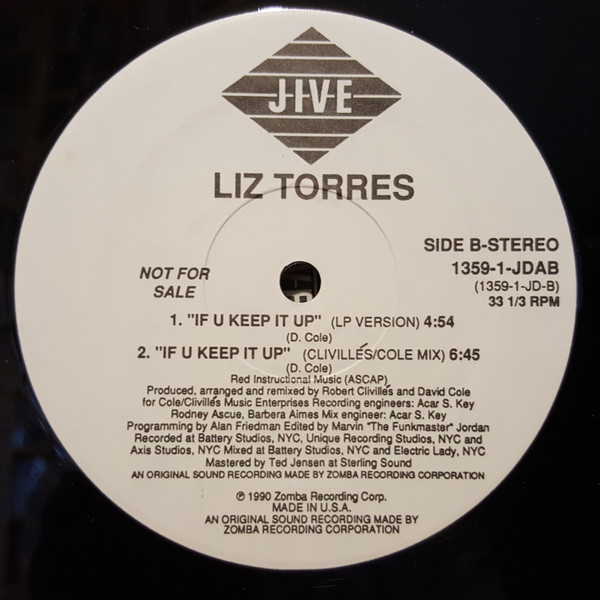 JIVE
LIZ TORRES
SIDE B-STEREO
1359-1-JDAB
(1359-1-JD-B)
33 1/3 RPM
NOT FOR
SALE
1. "IF U KEEP IT UP" (LP VERSION) 4:54
(D. Cole)
2. "IF U KEEP IT UP" (CLIVILLÉS/COLE MIX) 6:45
(D. Cole)
Red Instructional Music (ASCAP)
Produced, arranged and remixed by Robert Clivillés and David Cole
for Cole/Clivillés Music Enterprises Recording engineers: Acar S. Key
Rodney Ascue, Barbera Aimes Mix engineer: Acar S. Key
Programming by Alan Friedman Edited by Marvin "The Funkmaster" Jordan
Recorded at Battery Studios, NYC, Unique Recording Studios, NYC and
Axis Studios, NYC Mixed at Battery Studios, NYC and Electric Lady, NYC
Mastered by Ted Jensen at Sterling Sound
AN ORIGINAL SOUND RECORDING MADE BY ZOMBA RECORDING CORPORATION
℗ 1990 Zomba Recording Corp.
MADE IN U.S.A.
AN ORIGINAL SOUND RECORDING MADE BY
ZOMBA RECORDING CORPORATION